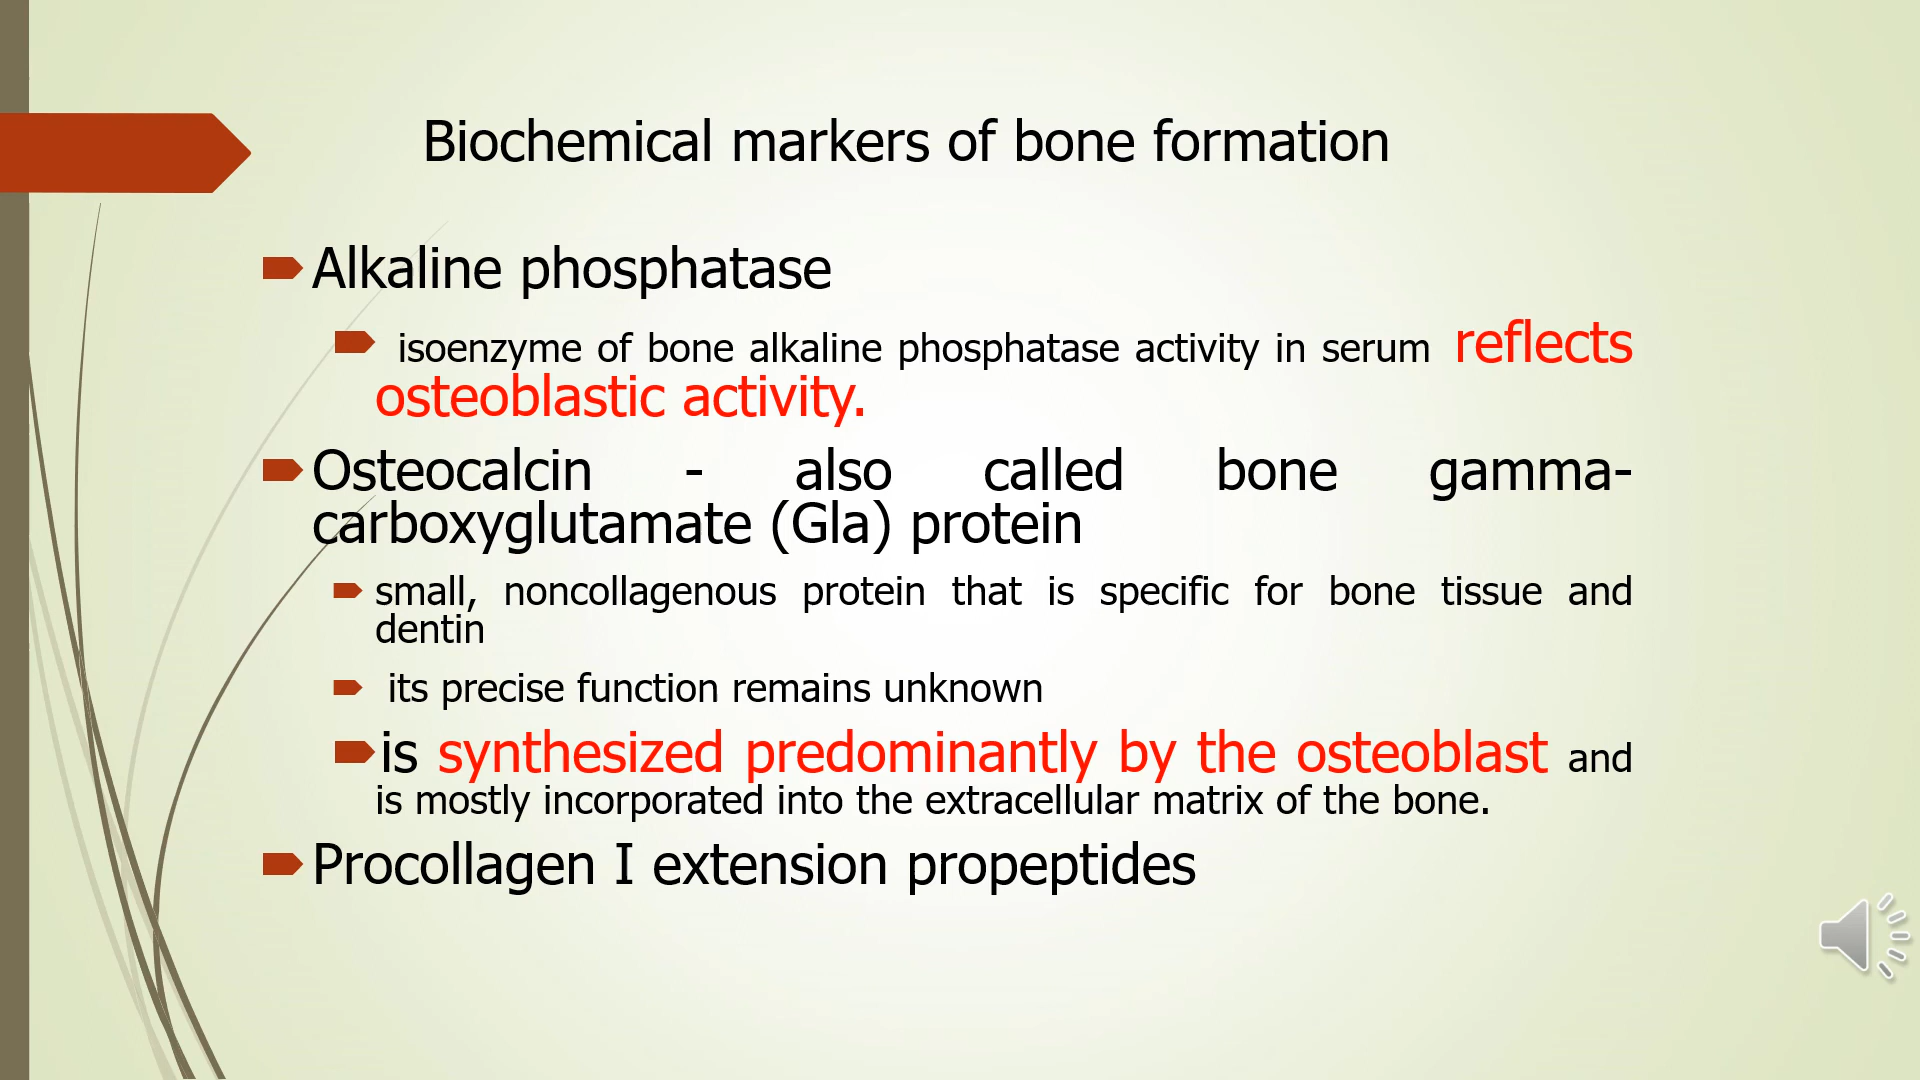 Biochemical markers of bone formation
Alkaline phosphatase
isoenzyme of bone alkaline phosphatase activity in serum reflects
osteoblastic activity.
Osteocalcin - also called bone gamma-
carboxyglutamate (Gla) protein
small, noncollagenous protein that is specific for bone tissue and
dentin
its precise function remains unknown
is synthesized predominantly by the osteoblast and
is mostly incorporated into the extracellular matrix of the bone.
Procollagen I extension propeptides